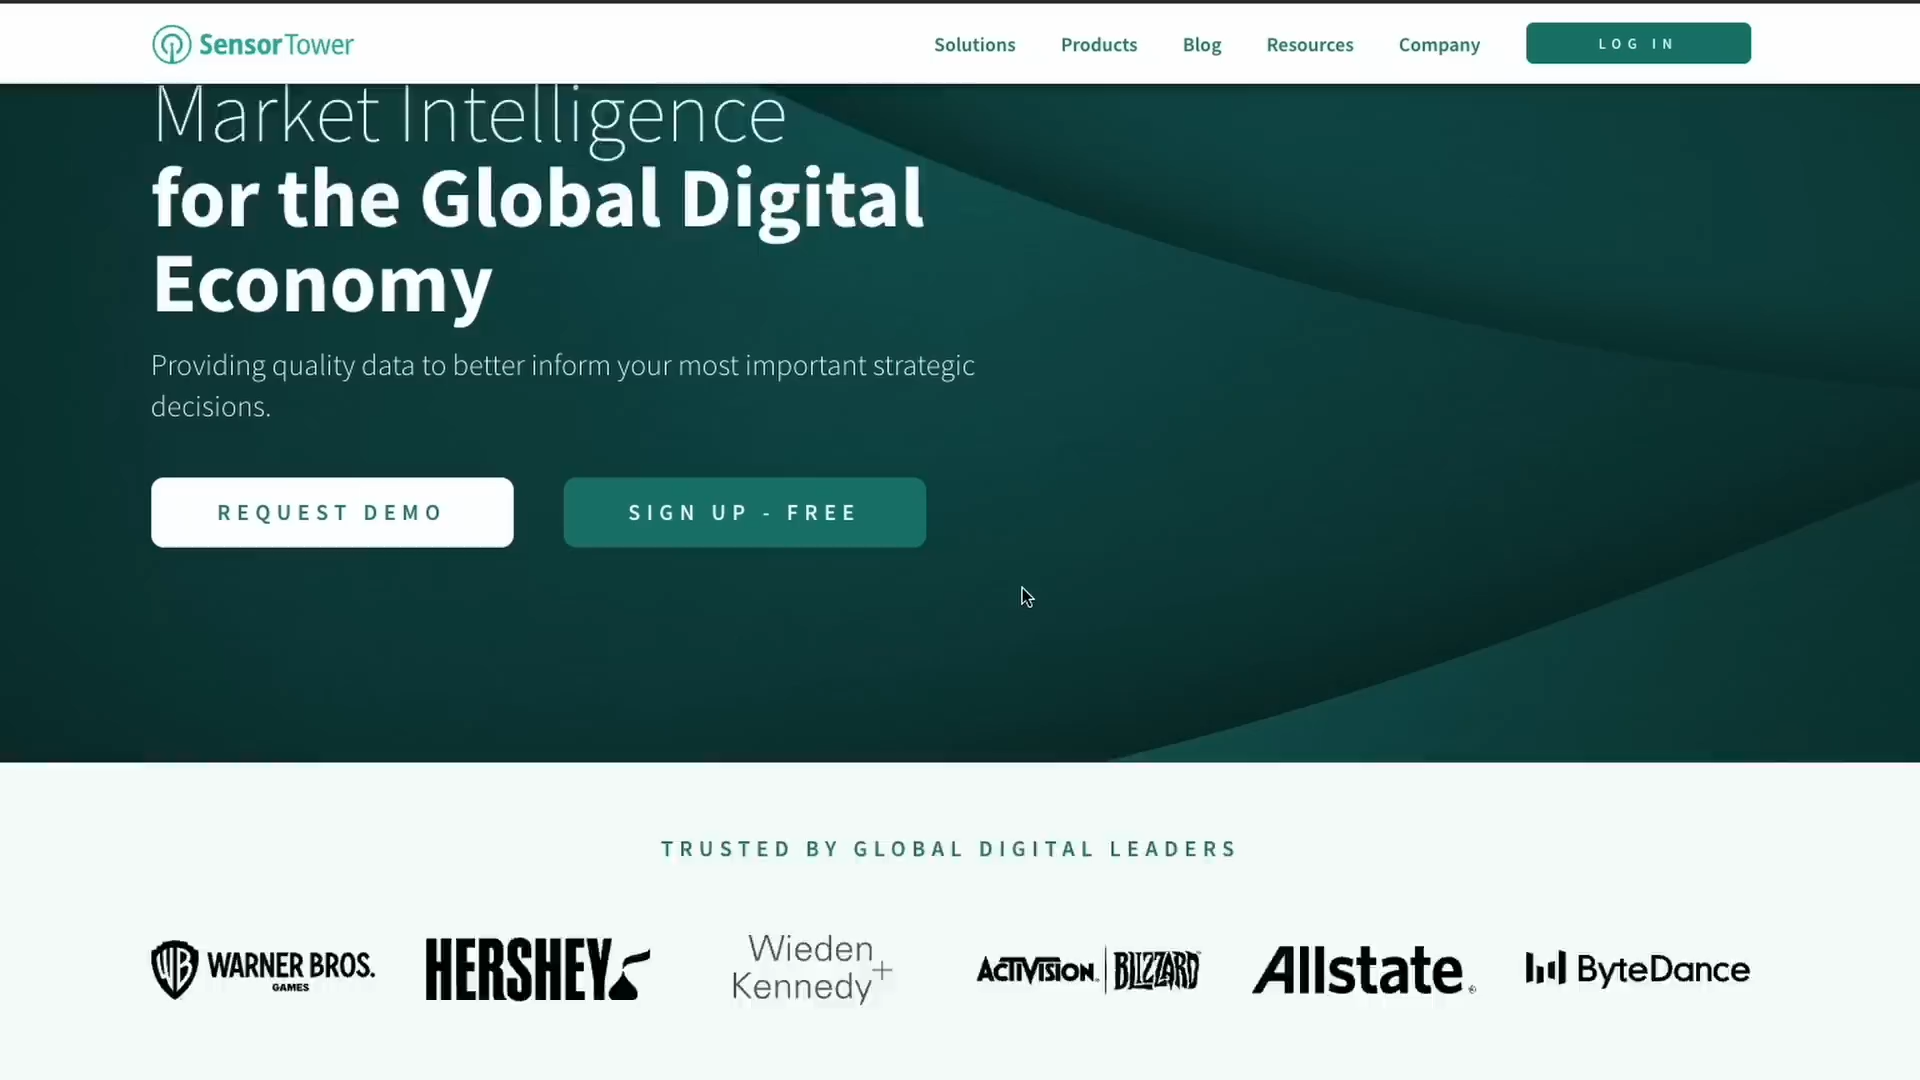 SensorTower
Solutions Products Blog Resources Company LOG IN
Market Intelligence
for the Global Digital
Economy
Providing quality data to better inform your most important strategic
decisions.
REQUEST DEMO SIGN UP - FREE
TRUSTED BY GLOBAL DIGITAL LEADERS
WB WARNER BROS.
GAMES
HERSHEY
Wieden
Kennedy+
ACTIVISION BLIZZARD
Allstate®
ByteDance